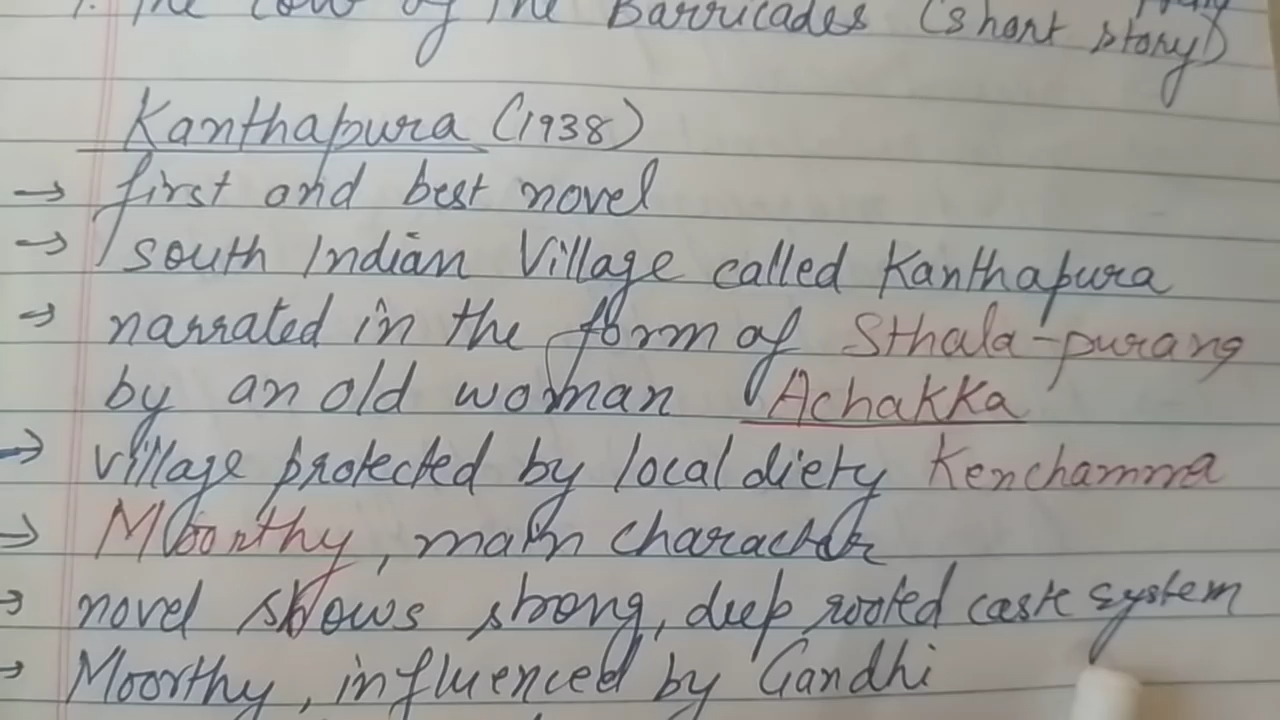 1. The Cow of The Barricades (short story)
Kanthapura (1938)
→ first and best novel
→ south Indian Village called Kanthapura
→ narrated in the form of Sthala-purana
by an old woman Achakka
→ village protected by local diety Kenchamma
→ Moorthy, main character
→ novel shows strong, deep rooted caste system
→ Moorthy, influenced by Gandhi